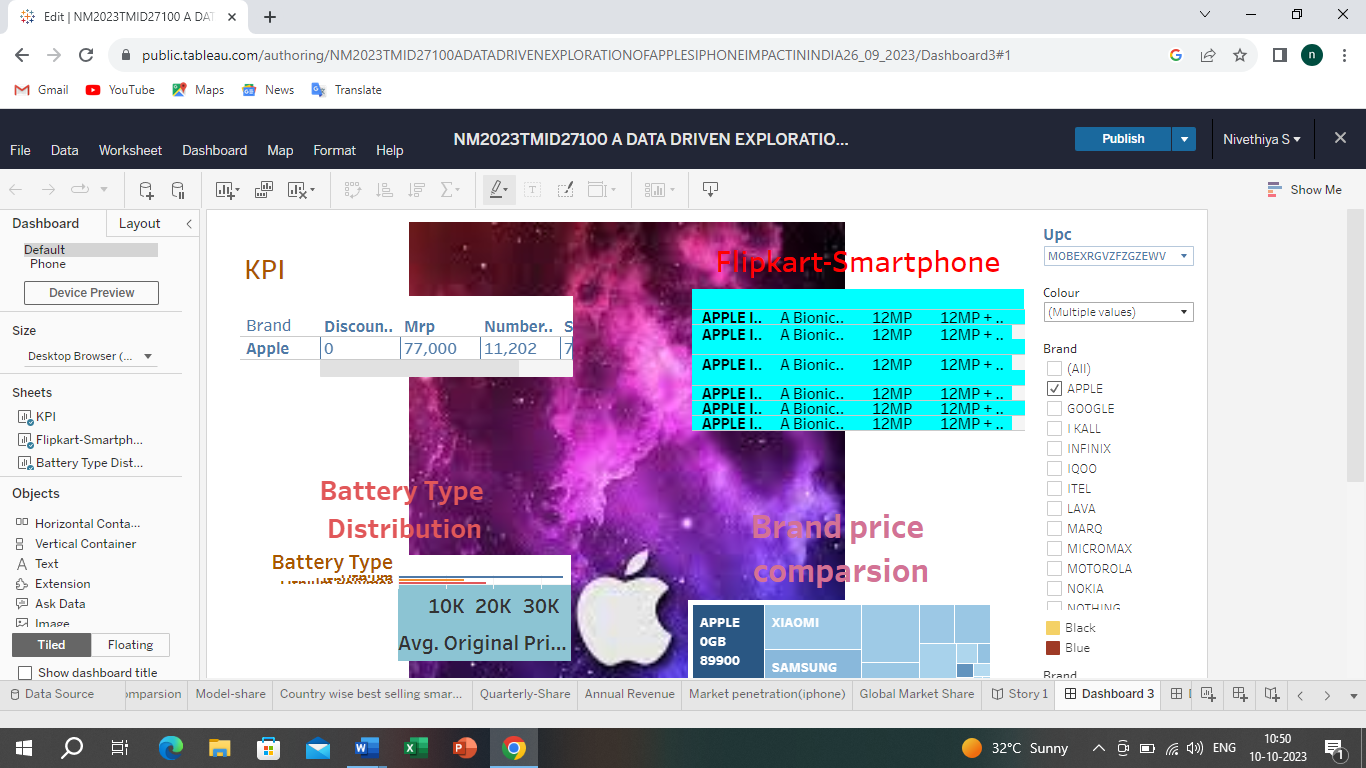 Edit | NM2023TMID27100 A DAT
public.tableau.com/authoring/NM2023TMID27100ADATADRIVENEXPLORATIONOFAPPLESIPHONEIMPACTININDIA26_09_2023/Dashboard3#1
n
Gmail
YouTube
Maps
News
Translate
NM2023TMID27100 A DATA DRIVEN EXPLORATIO...
File
Data
Worksheet
Dashboard
Map
Format
Help
Publish
Nivethiya S
Show Me
Dashboard
Layout
Default
Phone
Device Preview
Size
Desktop Browser (...
Sheets
KPI
Flipkart-Smartph...
Battery Type Dist...
Objects
Horizontal Conta...
Vertical Container
Text
Extension
Ask Data
Image
Tiled
Floating
Show dashboard title
KPI
Brand Discoun.. Mrp Number.. S
Apple 0 77,000 11,202 7
Flipkart-Smartphone
APPLE I.. A Bionic.. 12MP 12MP + ..
APPLE I.. A Bionic.. 12MP 12MP + ..
APPLE I.. A Bionic.. 12MP 12MP + ..
APPLE I.. A Bionic.. 12MP 12MP + ..
APPLE I.. A Bionic.. 12MP 12MP + ..
APPLE I.. A Bionic.. 12MP 12MP + ..
Battery Type
Distribution
Battery Type
10K 20K 30K
Avg. Original Pri...
Brand price
comparsion
APPLE
0GB
89900
XIAOMI
SAMSUNG
Upc
MOBEXRGVZFZGZEWV
Colour
(Multiple values)
Brand
(All)
APPLE
GOOGLE
I KALL
INFINIX
IQOO
ITEL
LAVA
MARQ
MICROMAX
MOTOROLA
NOKIA
NOTHING
Black
Blue
Brand
Data Source
omparsion
Model-share
Country wise best selling smar...
Quarterly-Share
Annual Revenue
Market penetration(iphone)
Global Market Share
Story 1
Dashboard 3
32°C Sunny
ENG
10:50
10-10-2023
1